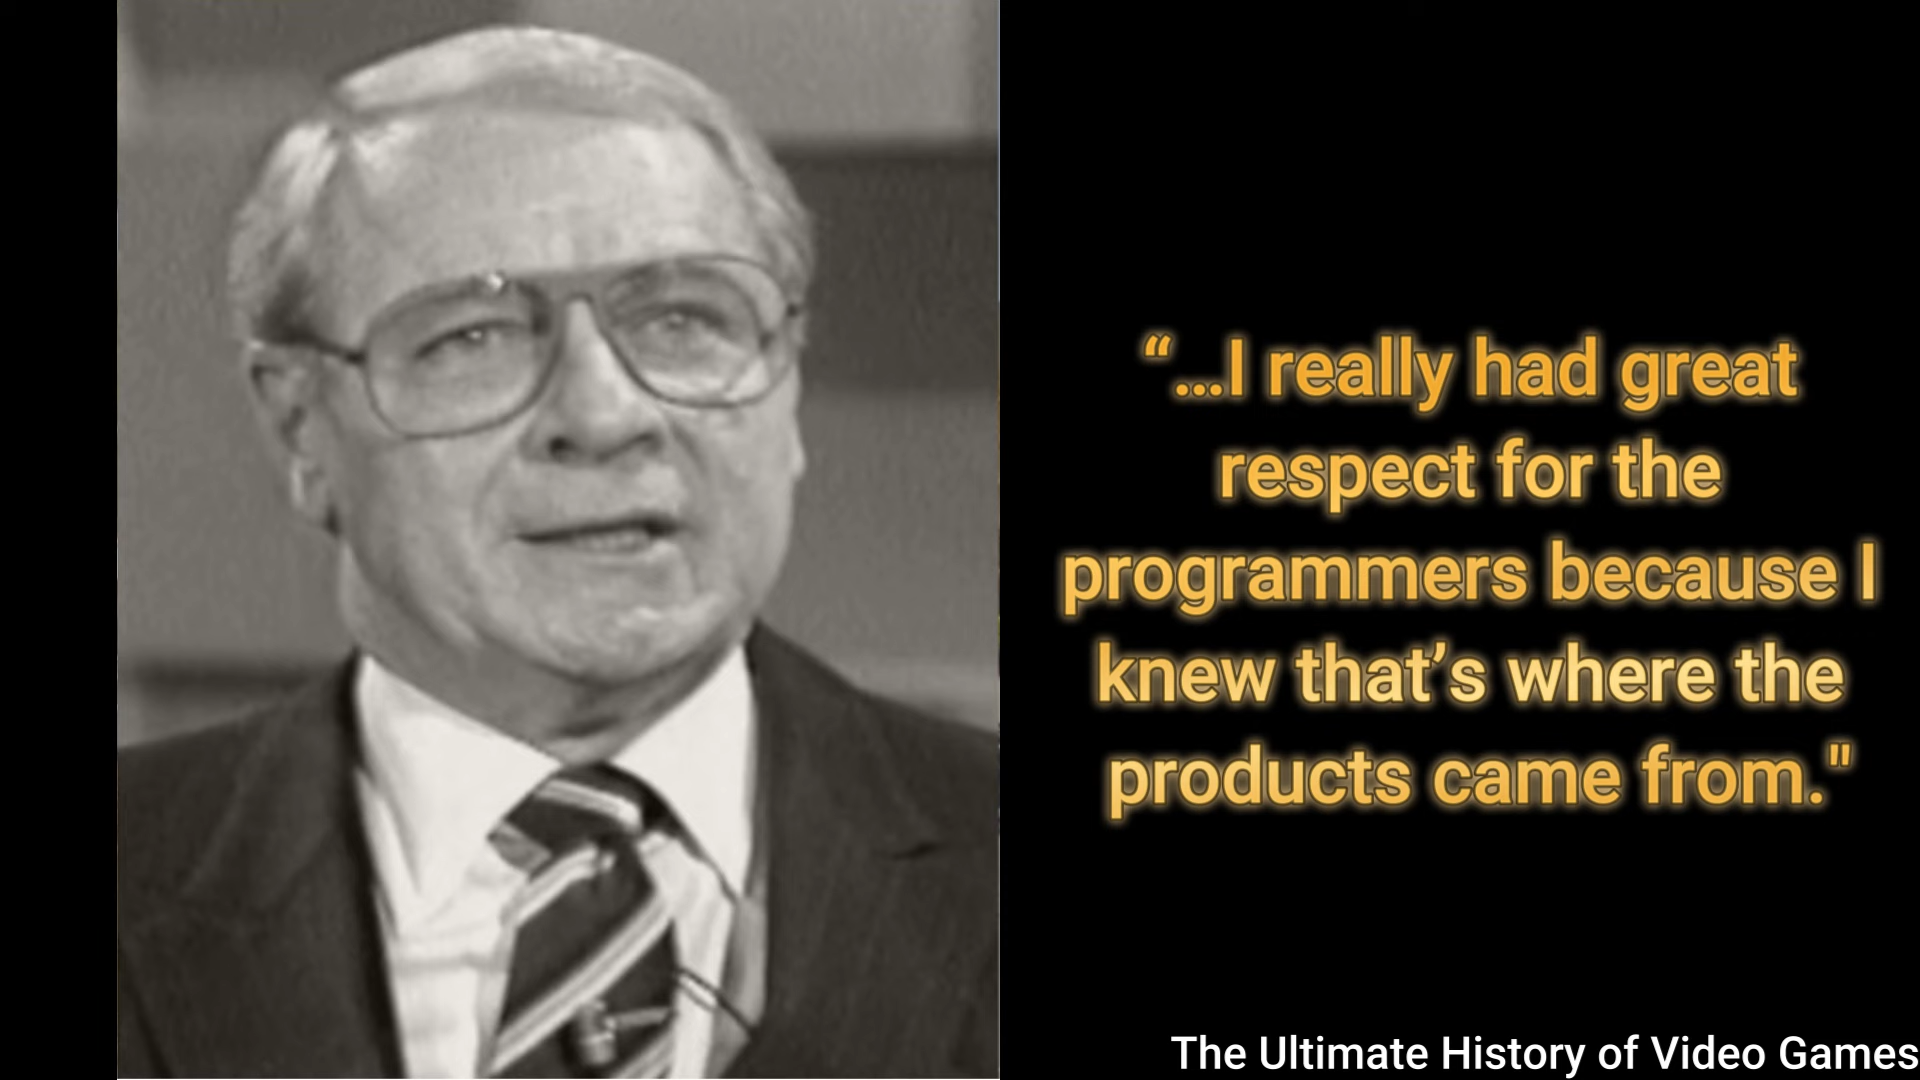 “...I really had great
respect for the
programmers because I
knew that’s where the
products came from."
The Ultimate History of Video Games